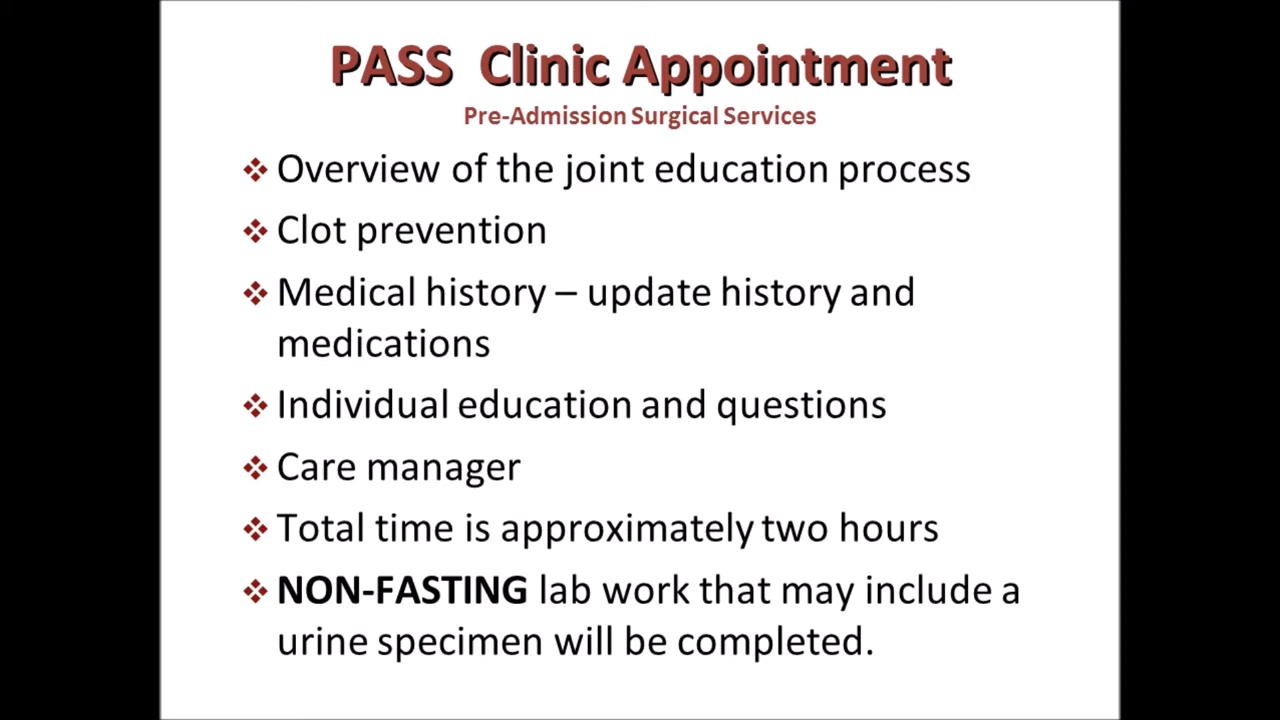 PASS Clinic Appointment
Pre-Admission Surgical Services
❖ Overview of the joint education process
❖ Clot prevention
❖ Medical history – update history and
medications
❖ Individual education and questions
❖ Care manager
❖ Total time is approximately two hours
❖ NON-FASTING lab work that may include a
urine specimen will be completed.